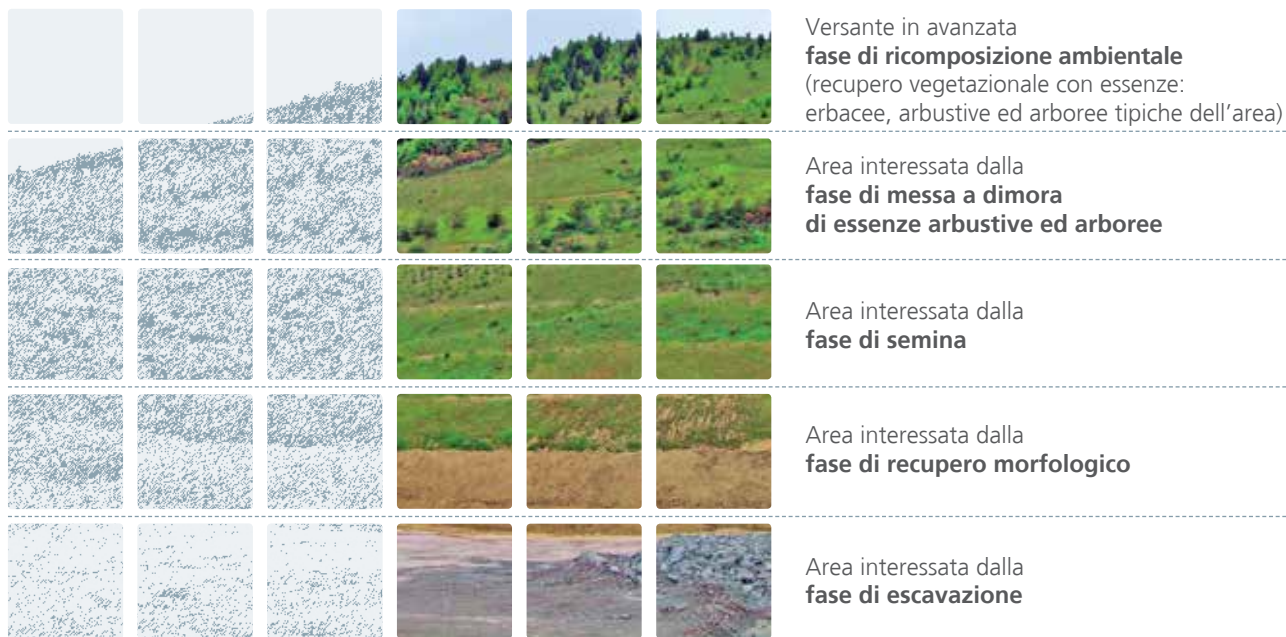 Versante in avanzata
fase di ricomposizione ambientale
(recupero vegetazionale con essenze:
erbacee, arbustive ed arboree tipiche dell’area)
Area interessata dalla
fase di messa a dimora
di essenze arbustive ed arboree
Area interessata dalla
fase di semina
Area interessata dalla
fase di recupero morfologico
Area interessata dalla
fase di escavazione